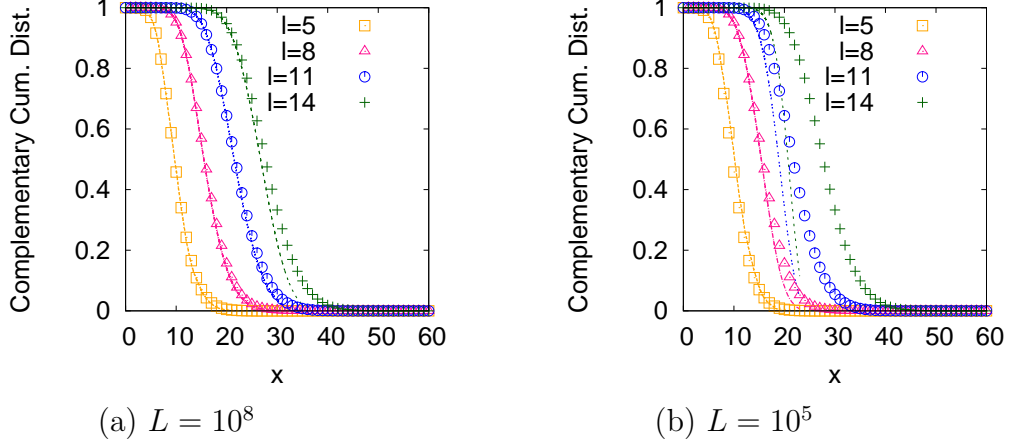 Complementary Cum. Dist.
1
0.8
0.6
0.4
0.2
0
0 10 20 30 40 50 60
x
l=5
l=8
l=11
l=14
(a) L = 10^8
Complementary Cum. Dist.
1
0.8
0.6
0.4
0.2
0
0 10 20 30 40 50 60
x
l=5
l=8
l=11
l=14
(b) L = 10^5